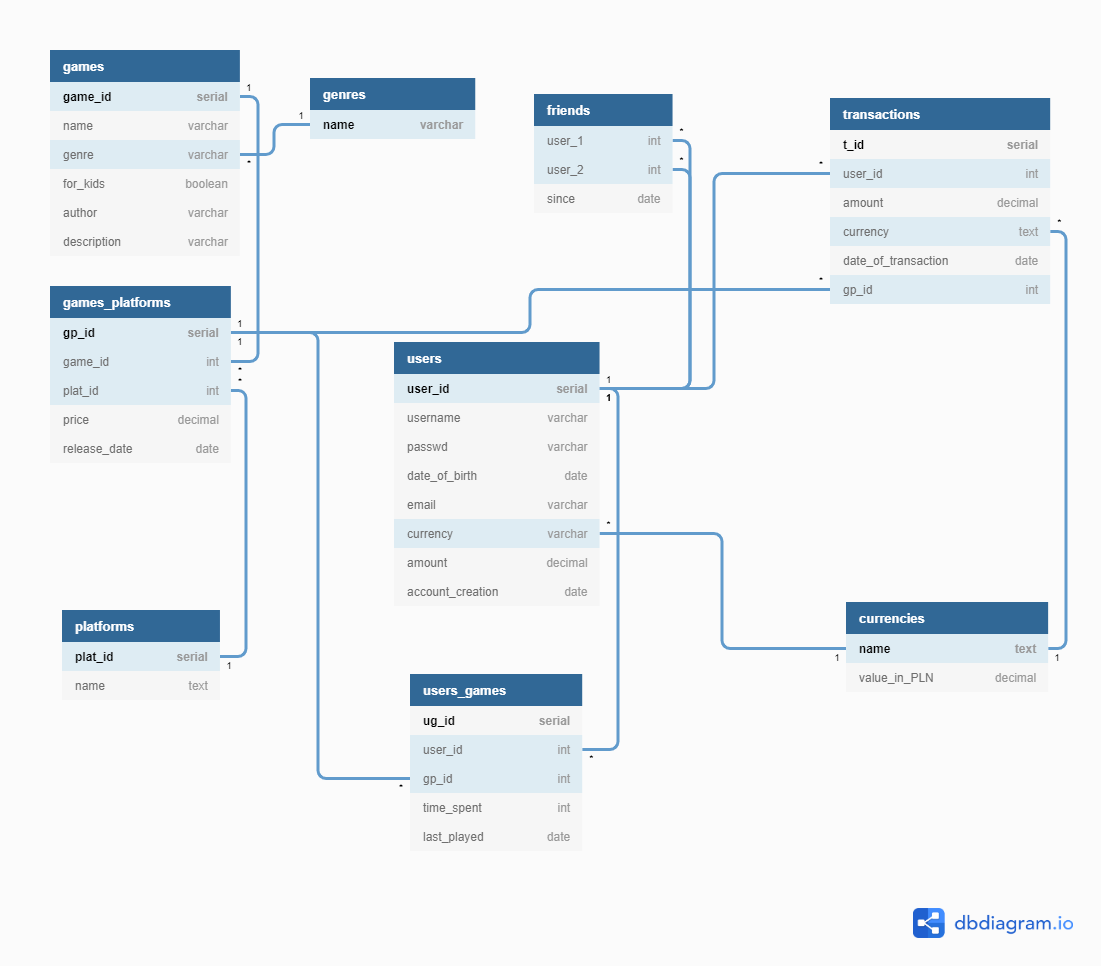 games
game_id serial
name varchar
genre varchar
for_kids boolean
author varchar
description varchar
1
*
genres
name varchar
1
friends
user_1 int
user_2 int
since date
*
*
transactions
t_id serial
user_id int
amount decimal
currency text
date_of_transaction date
gp_id int
*
*
*
games_platforms
gp_id serial
game_id int
plat_id int
price decimal
release_date date
1
1
*
*
users
user_id serial
username varchar
passwd varchar
date_of_birth date
email varchar
currency varchar
amount decimal
account_creation date
1
1
*
platforms
plat_id serial
name text
1
currencies
name text
value_in_PLN decimal
1
1
users_games
ug_id serial
user_id int
gp_id int
time_spent int
last_played date
*
*
dbdiagram.io